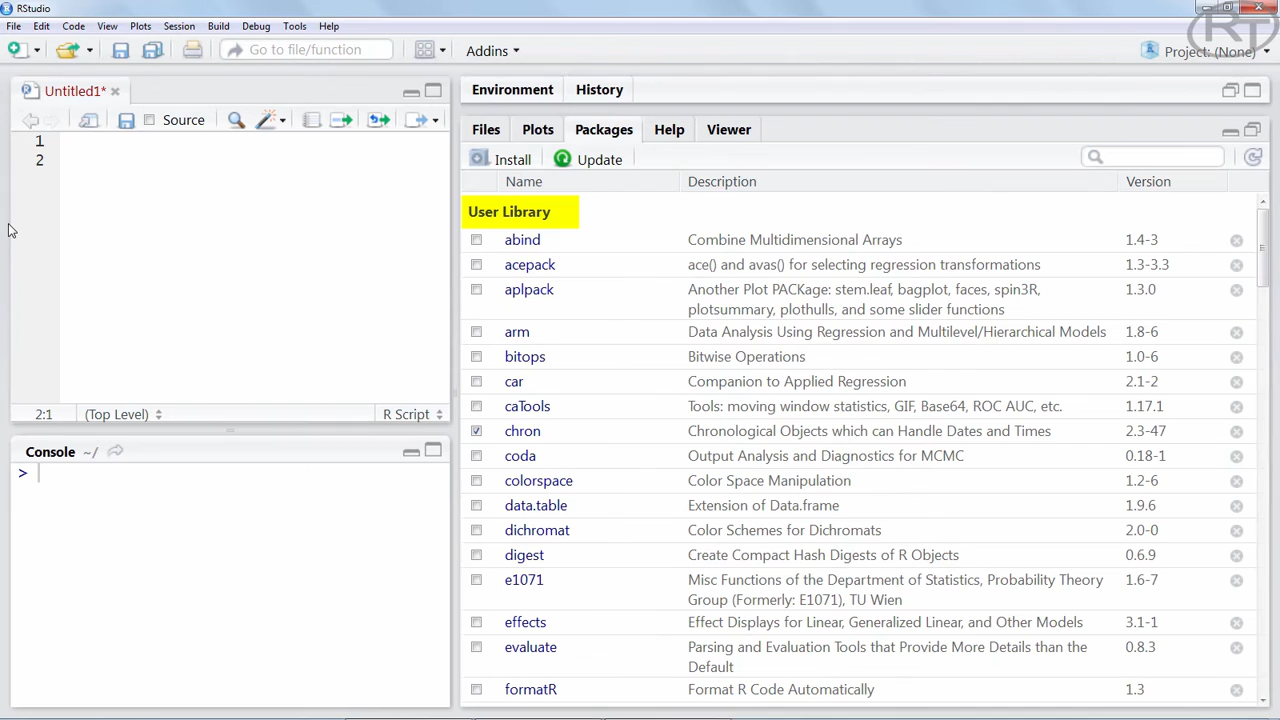 RStudio
File Edit Code View Plots Session Build Debug Tools Help
RT
Go to file/function Addins Project: (None)
Untitled1*
Source
1
2
2:1 (Top Level) R Script
Console ~/
>
Environment History
Files Plots Packages Help Viewer
Install Update
Name Description Version
User Library
abind Combine Multidimensional Arrays 1.4-3
acepack ace() and avas() for selecting regression transformations 1.3-3.3
aplpack Another Plot PACKage: stem.leaf, bagplot, faces, spin3R, 1.3.0
plotsummary, plothulls, and some slider functions
arm Data Analysis Using Regression and Multilevel/Hierarchical Models 1.8-6
bitops Bitwise Operations 1.0-6
car Companion to Applied Regression 2.1-2
caTools Tools: moving window statistics, GIF, Base64, ROC AUC, etc. 1.17.1
chron Chronological Objects which can Handle Dates and Times 2.3-47
coda Output Analysis and Diagnostics for MCMC 0.18-1
colorspace Color Space Manipulation 1.2-6
data.table Extension of Data.frame 1.9.6
dichromat Color Schemes for Dichromats 2.0-0
digest Create Compact Hash Digests of R Objects 0.6.9
e1071 Misc Functions of the Department of Statistics, Probability Theory 1.6-7
Group (Formerly: E1071), TU Wien
effects Effect Displays for Linear, Generalized Linear, and Other Models 3.1-1
evaluate Parsing and Evaluation Tools that Provide More Details than the 0.8.3
Default
formatR Format R Code Automatically 1.3